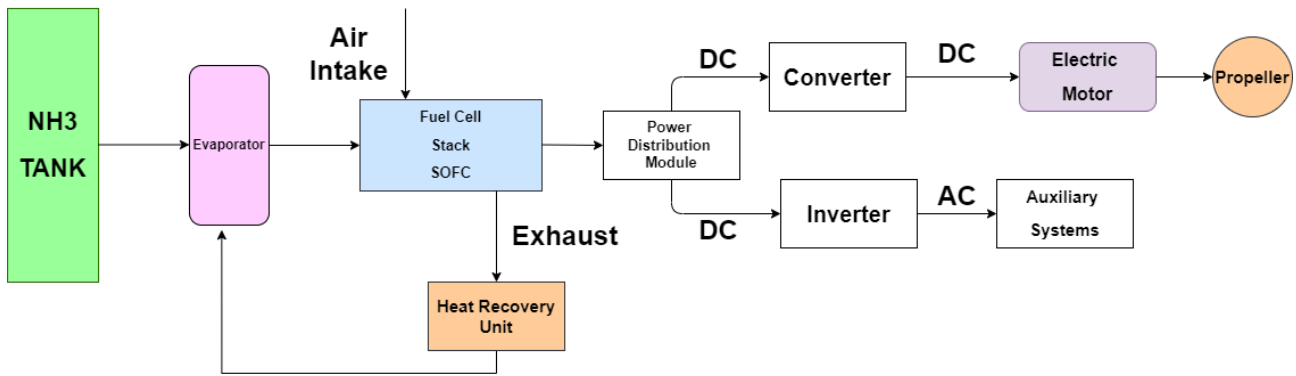 NH3
TANK
Evaporator
Air
Intake
Fuel Cell
Stack
SOFC
Exhaust
Heat Recovery
Unit
Power
Distribution
Module
DC
Converter
DC
Electric
Motor
Propeller
DC
Inverter
AC
Auxiliary
Systems